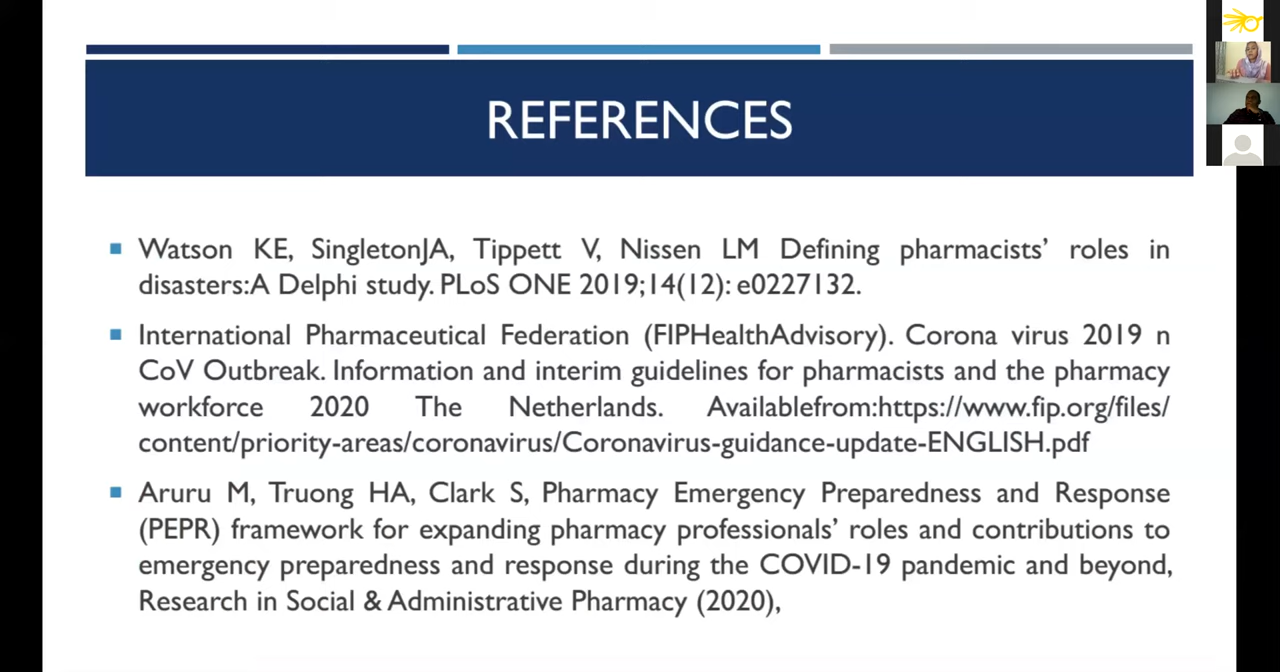 REFERENCES
Watson KE, SingletonJA, Tippett V, Nissen LM Defining pharmacists’ roles in
disasters:A Delphi study. PLoS ONE 2019;14(12): e0227132.
International Pharmaceutical Federation (FIPHealthAdvisory). Corona virus 2019 n
CoV Outbreak. Information and interim guidelines for pharmacists and the pharmacy
workforce 2020 The Netherlands. Availablefrom:https://www.fip.org/files/
content/priority-areas/coronavirus/Coronavirus-guidance-update-ENGLISH.pdf
Aruru M, Truong HA, Clark S, Pharmacy Emergency Preparedness and Response
(PEPR) framework for expanding pharmacy professionals’ roles and contributions to
emergency preparedness and response during the COVID-19 pandemic and beyond,
Research in Social & Administrative Pharmacy (2020),